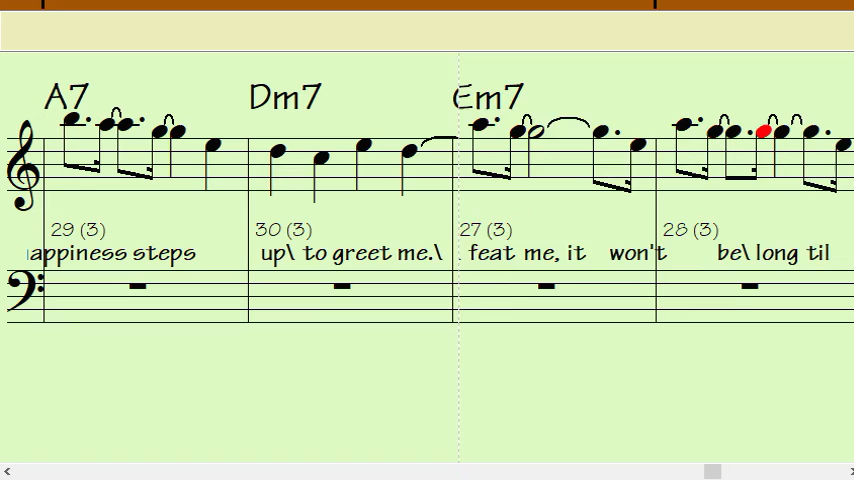 A7 Dm7 Em7
29 (3) 30 (3) 27 (3) 28 (3)
appiness steps up\ to greet me.\ feat me, it won't be\ long til